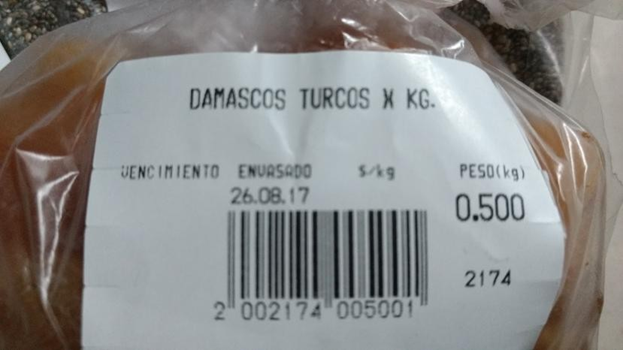 DAMASCOS TURCOS X KG.
VENCIMIENTO ENVASADO $/kg PESO(kg)
26.08.17 0.500
2174
2 002174 005001